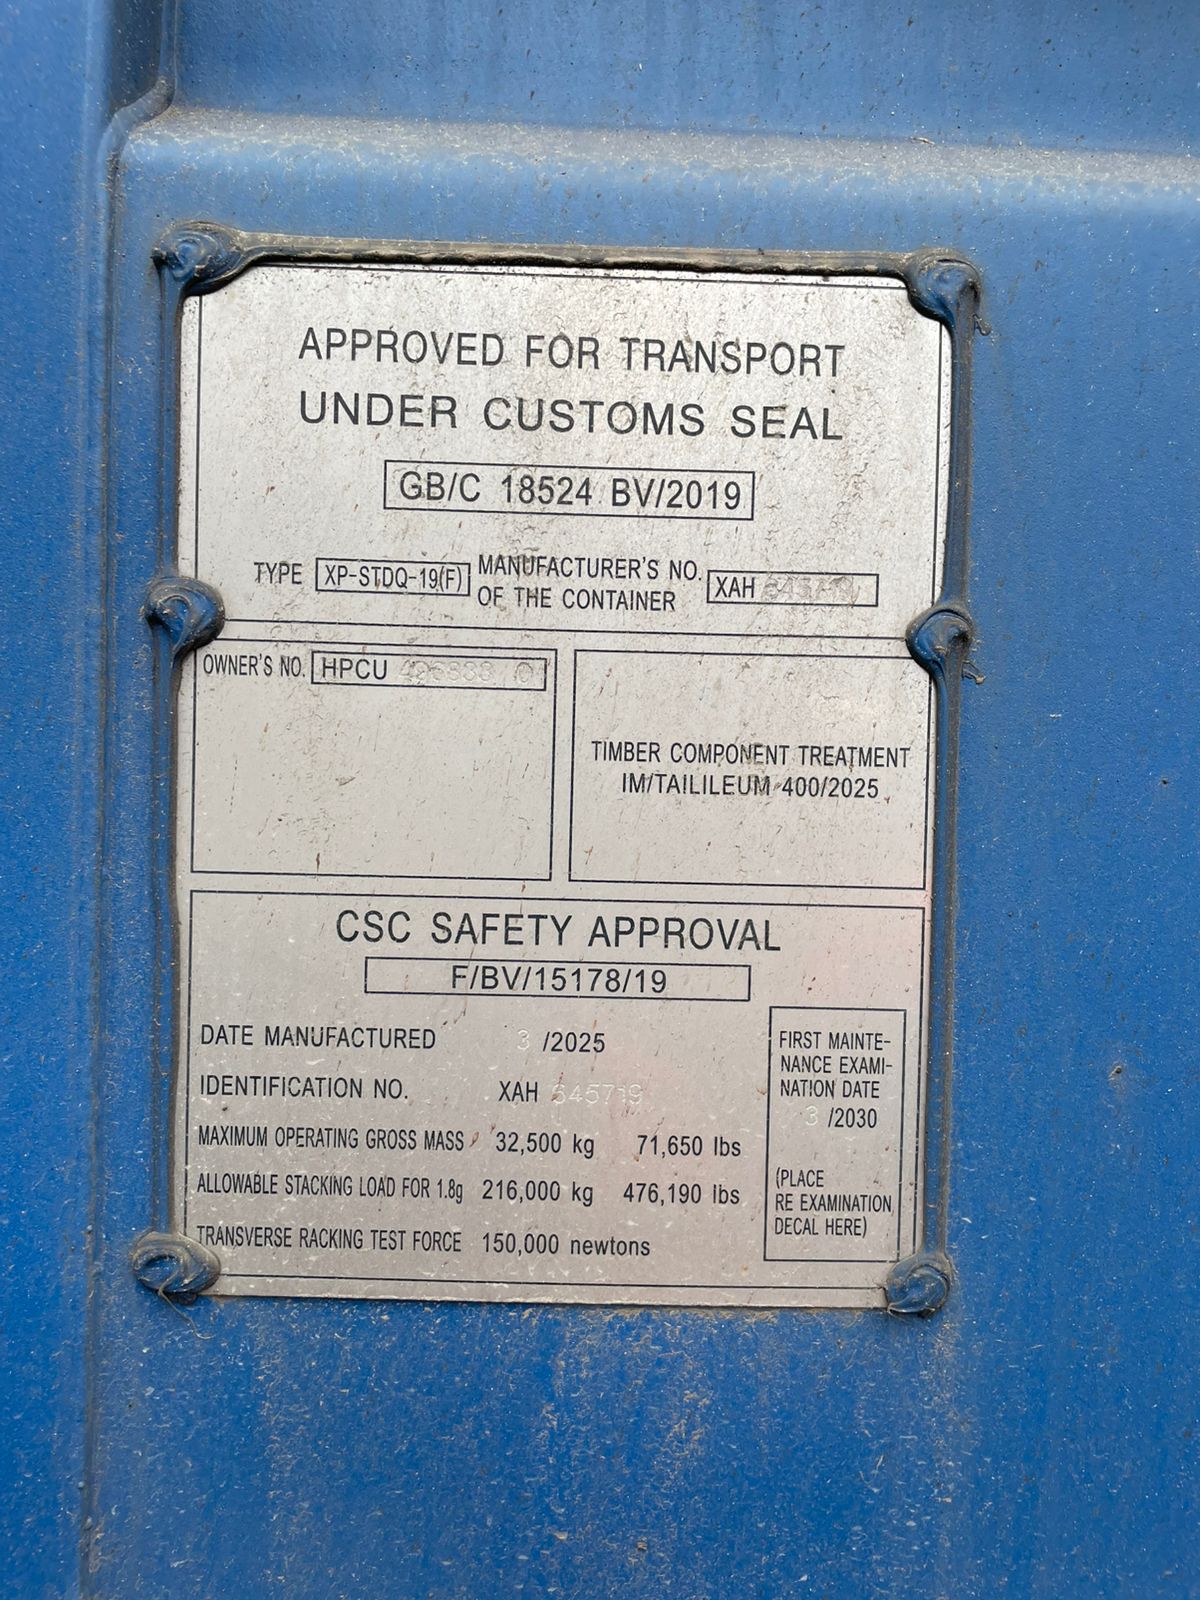 APPROVED FOR TRANSPORT
UNDER CUSTOMS SEAL
GB/C 18524 BV/2019
TYPE XP-STDQ-19(F) MANUFACTURER'S NO. OF THE CONTAINER XAH 645719
OWNER'S NO. HPCU
TIMBER COMPONENT TREATMENT
IM/TAILILEUM 400/2025
CSC SAFETY APPROVAL
F/BV/15178/19
DATE MANUFACTURED 3 /2025
IDENTIFICATION NO. XAH 645719
MAXIMUM OPERATING GROSS MASS 32,500 kg 71,650 lbs
ALLOWABLE STACKING LOAD FOR 1.8g 216,000 kg 476,190 lbs
TRANSVERSE RACKING TEST FORCE 150,000 newtons
FIRST MAINTE-
NANCE EXAMI-
NATION DATE
3 /2030
(PLACE
RE EXAMINATION
DECAL HERE)